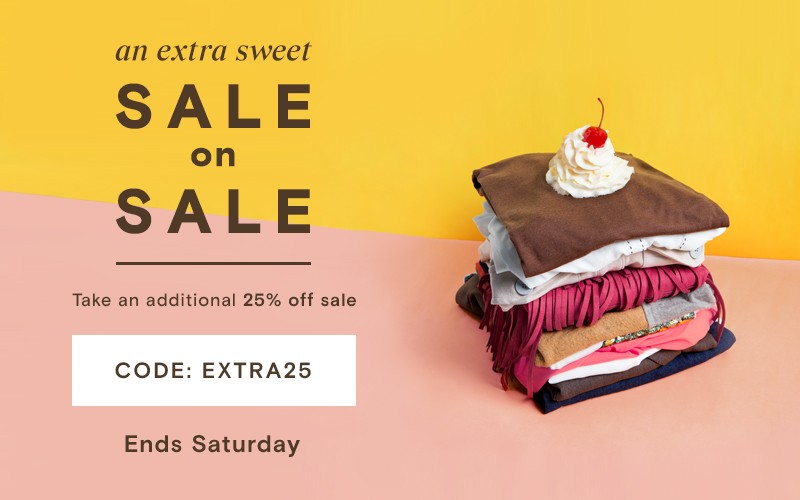 an extra sweet
SALE
on
SALE
Take an additional 25% off sale
CODE: EXTRA25
Ends Saturday